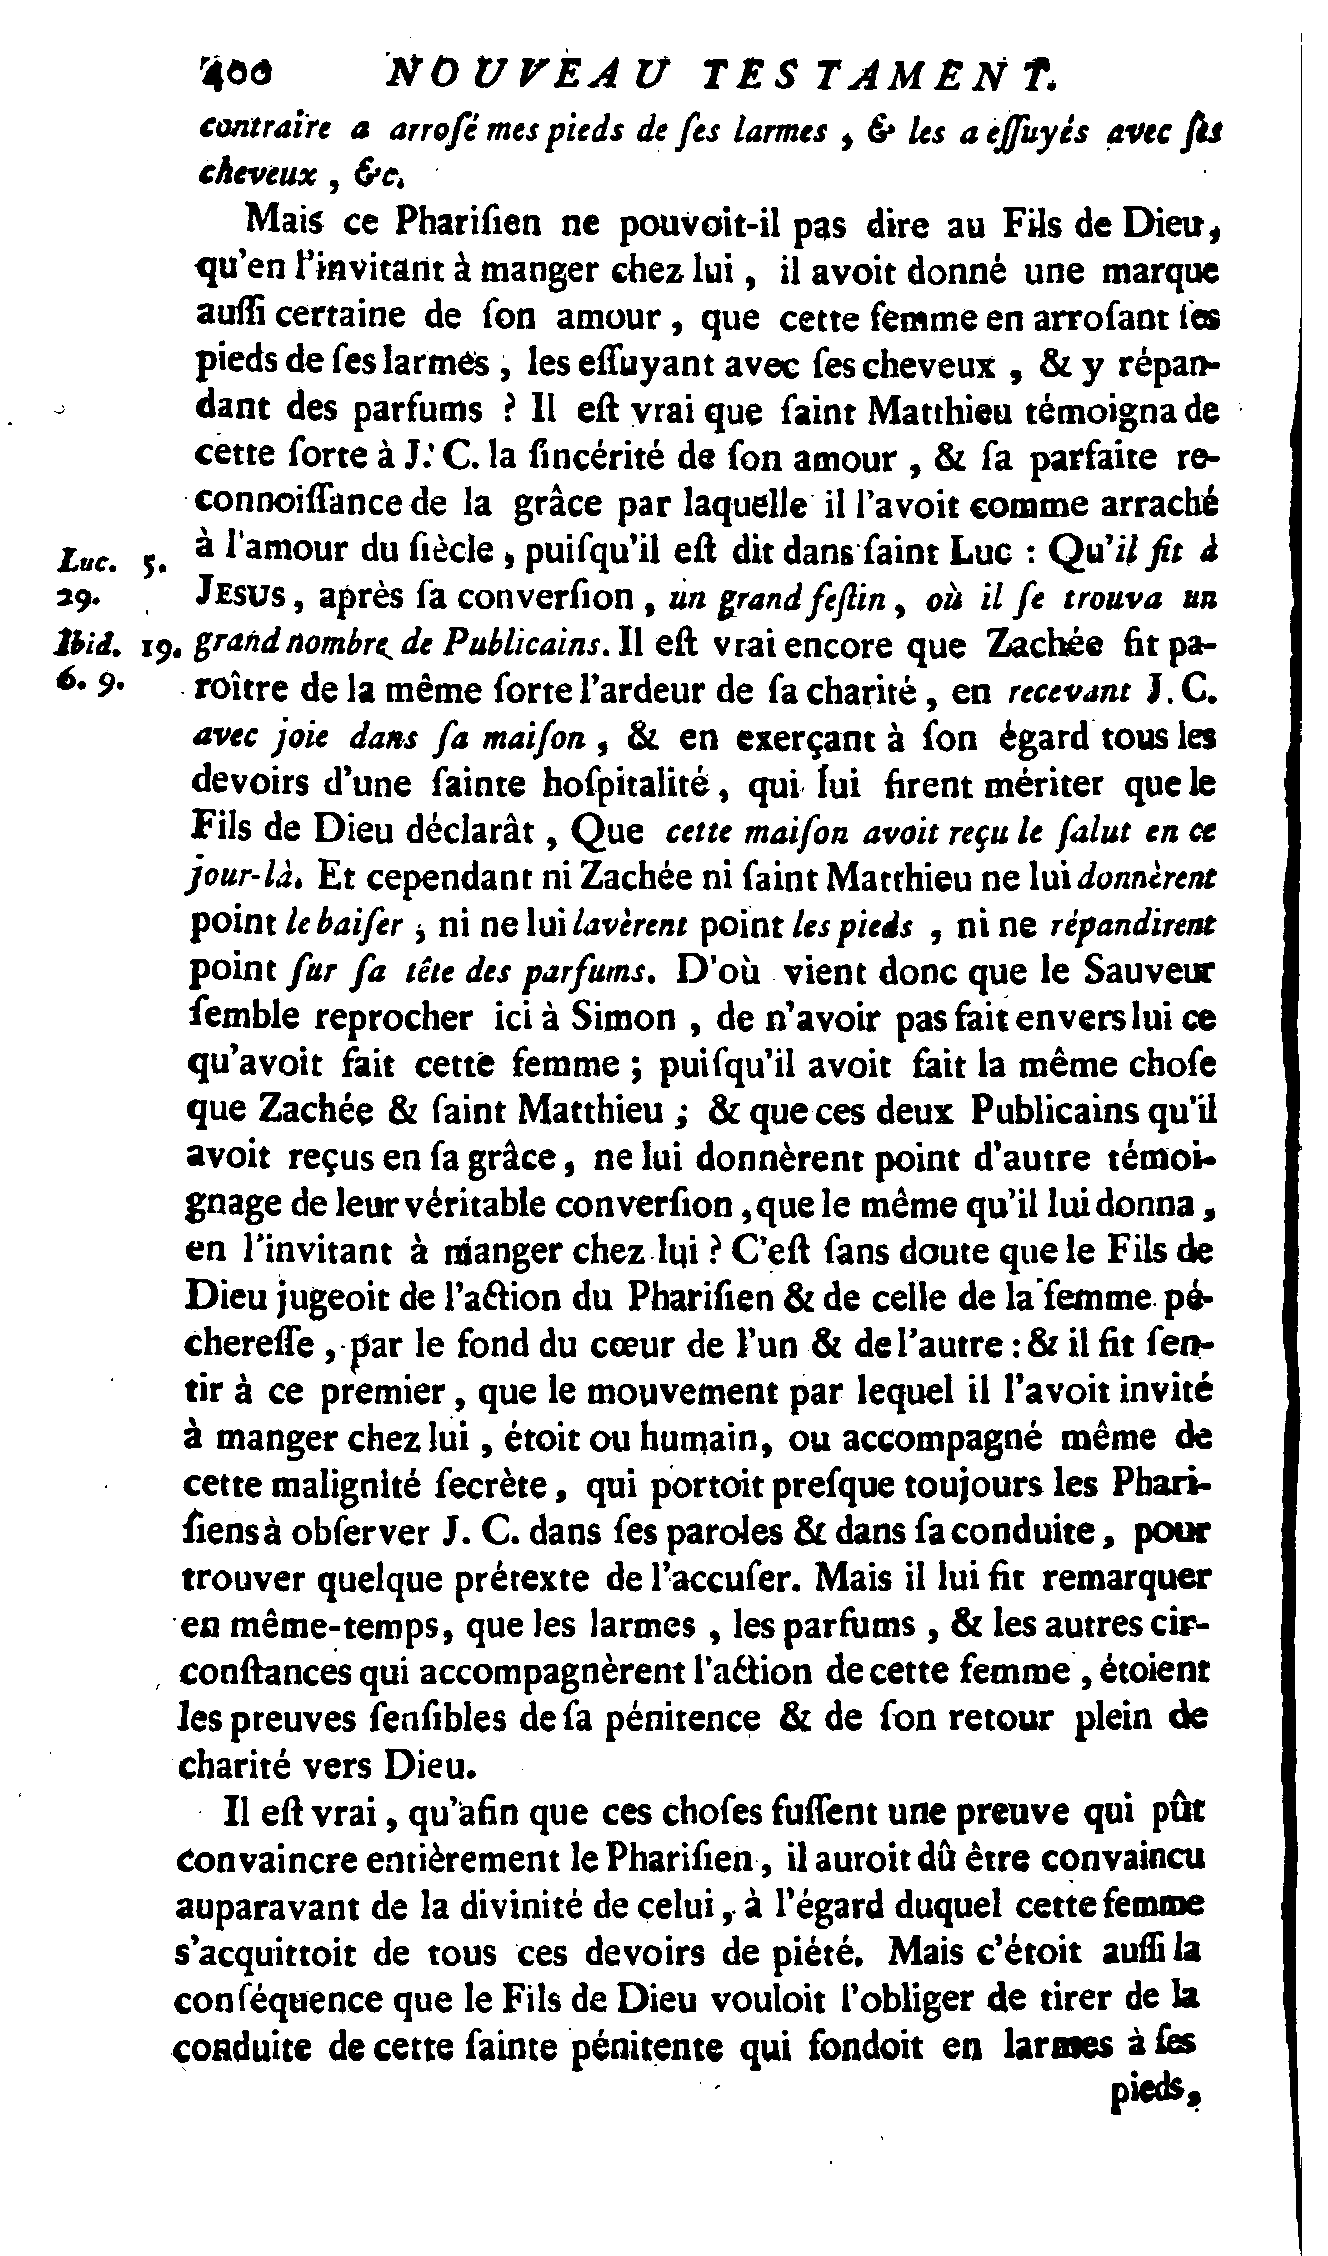 400 NOUVEAU TESTAMENT.
contraire a arroſé mes pieds de ſes larmes, & les a eſſuyés avec ſes
cheveux, &c.
Mais ce Phariſien ne pouvoit-il pas dire au Fils de Dieu,
qu'en l'invitant à manger chez lui, il avoit donné une marque
auſſi certaine de ſon amour, que cette femme en arroſant ſes
pieds de ſes larmes, les eſſuyant avec ſes cheveux, & y répan-
dant des parfums ? Il eſt vrai que ſaint Matthieu témoigna de
cette ſorte à J. C. la ſincérité de ſon amour, & ſa parfaite re-
connoiſſance de la grâce par laquelle il l'avoit comme arraché
à l'amour du ſiècle, puiſqu'il eſt dit dans ſaint Luc : Qu'il fit à
Luc. 5.
29.
JESUS, après ſa converſion, un grand feſtin, où il ſe trouva un
Ibid. 19.
6. 9.
grand nombre de Publicains. Il eſt vrai encore que Zachée fit pa-
roître de la même ſorte l'ardeur de ſa charité, en recevant J. C.
avec joie dans ſa maiſon, & en exerçant à ſon égard tous les
devoirs d'une ſainte hoſpitalité, qui lui firent mériter que le
Fils de Dieu déclarât, Que cette maiſon avoit reçu le ſalut en ce
jour-là. Et cependant ni Zachée ni ſaint Matthieu ne lui donnèrent
point le baiſer, ni ne lui lavèrent point les pieds, ni ne répandirent
point ſur ſa tête des parfums. D'où vient donc que le Sauveur
ſemble reprocher ici à Simon, de n'avoir pas fait envers lui ce
qu'avoit fait cette femme ; puiſqu'il avoit fait la même choſe
que Zachée & ſaint Matthieu ; & que ces deux Publicains qu'il
avoit reçus en ſa grâce, ne lui donnèrent point d'autre témoi-
gnage de leur véritable converſion, que le même qu'il lui donna,
en l'invitant à manger chez lui ? C'eſt ſans doute que le Fils de
Dieu jugeoit de l'action du Phariſien & de celle de la femme pé-
chereſſe, par le fond du cœur de l'un & de l'autre : & il fit ſen-
tir à ce premier, que le mouvement par lequel il l'avoit invité
à manger chez lui, étoit ou humain, ou accompagné même de
cette malignité ſecrète, qui portoit preſque toujours les Phari-
ſiens à obſerver J. C. dans ſes paroles & dans ſa conduite, pour
trouver quelque prétexte de l'accuſer. Mais il lui fit remarquer
en même-temps, que les larmes, les parfums, & les autres cir-
conſtances qui accompagnèrent l'action de cette femme, étoient
les preuves ſenſibles de ſa pénitence & de ſon retour plein de
charité vers Dieu.
Il eſt vrai, qu'afin que ces choſes fuſſent une preuve qui pût
convaincre entièrement le Phariſien, il auroit dû être convaincu
auparavant de la divinité de celui, à l'égard duquel cette femme
s'acquittoit de tous ces devoirs de piété. Mais c'étoit auſſi la
conſéquence que le Fils de Dieu vouloit l'obliger de tirer de la
conduite de cette ſainte pénitente qui fondoit en larmes à ſes
pieds,